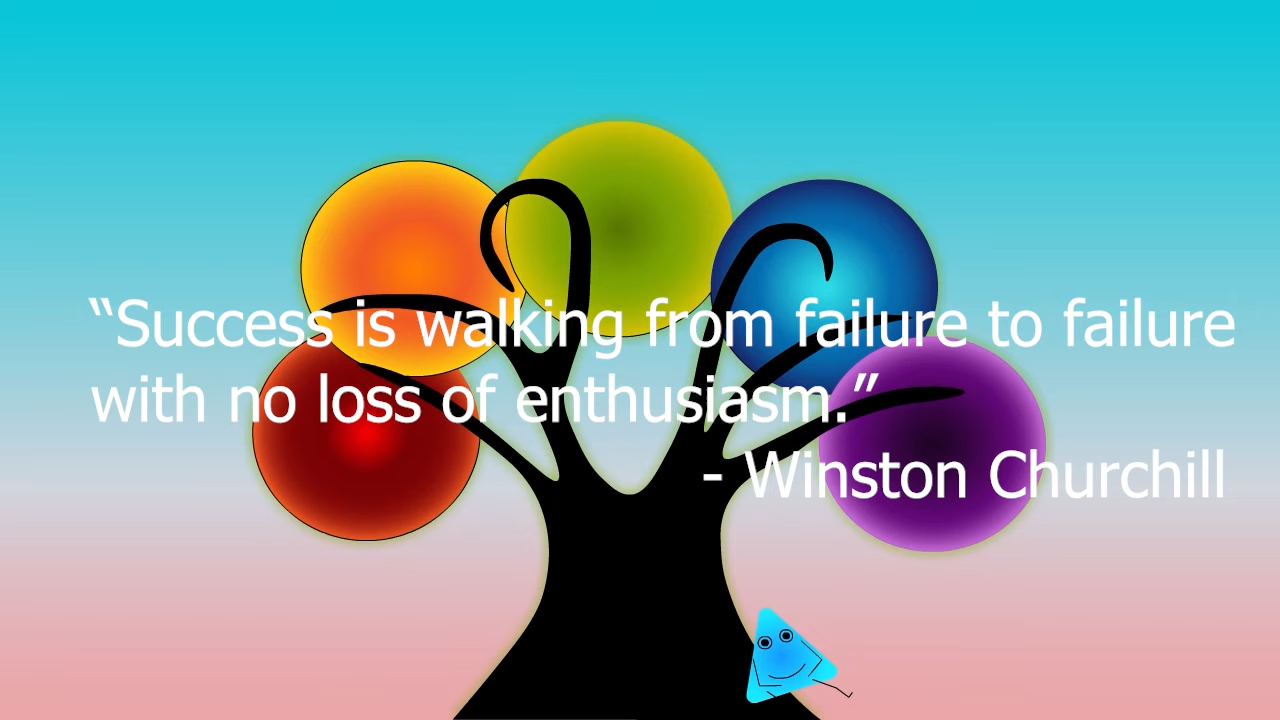 “Success is walking from failure to failure
with no loss of enthusiasm.”
- Winston Churchill